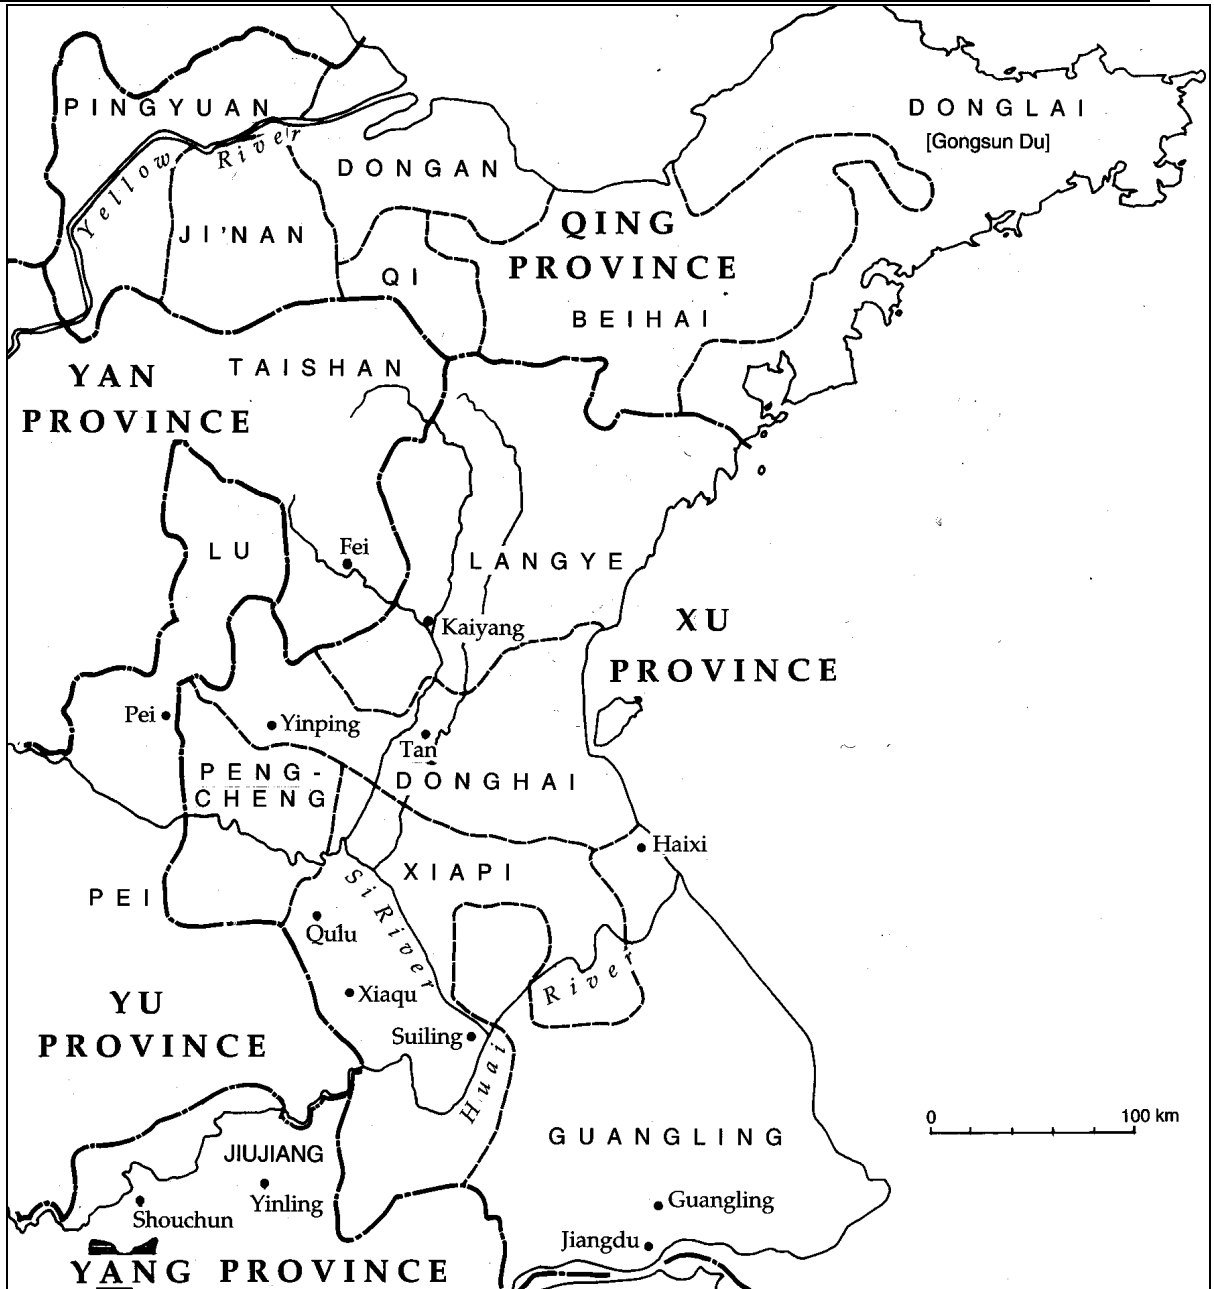 PINGYUAN
DONGLAI
[Gongsun Du]
Yellow River
DONGAN
JI'NAN
QING
PROVINCE
QI
BEIHAI
YAN
PROVINCE
TAISHAN
LU
Fei
LANGYE
Kaiyang
XU
PROVINCE
Pei
Yinping
Tan
PENG-
CHENG
DONGHAI
Haixi
PEI
XIAPI
Si River
Qulu
Xiaqu
Huai River
YU
PROVINCE
Suiling
0 100 km
GUANGLING
JIUJIANG
Yinling
Shouchun
Guangling
Jiangdu
YANG PROVINCE